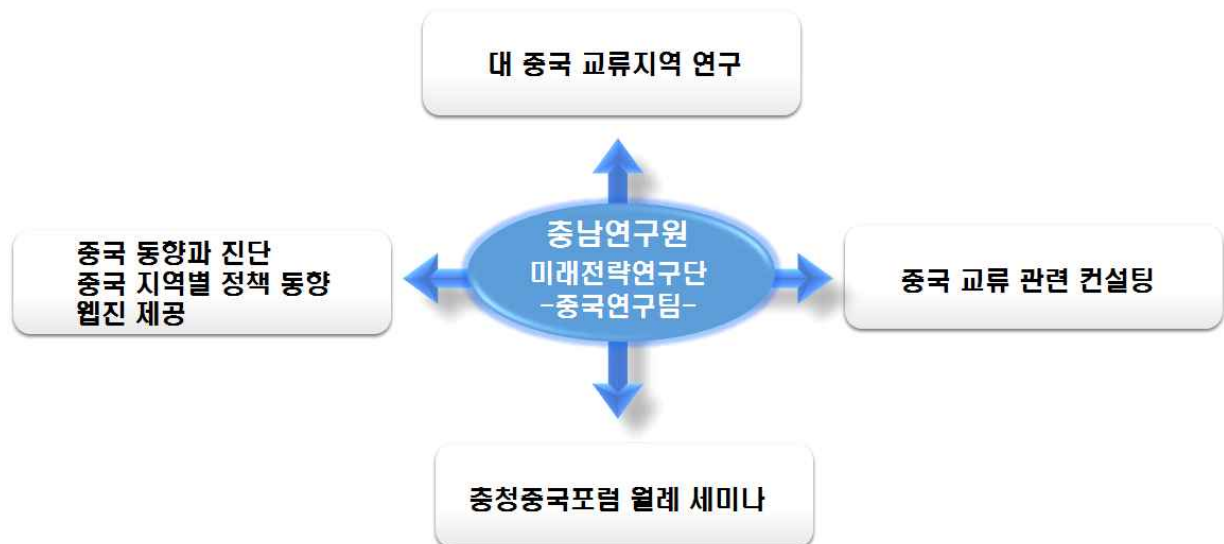 대 중국 교류지역 연구
중국 동향과 진단
중국 지역별 정책 동향
웹진 제공
충남연구원
미래전략연구단
-중국연구팀-
중국 교류 관련 컨설팅
충청중국포럼 월례 세미나